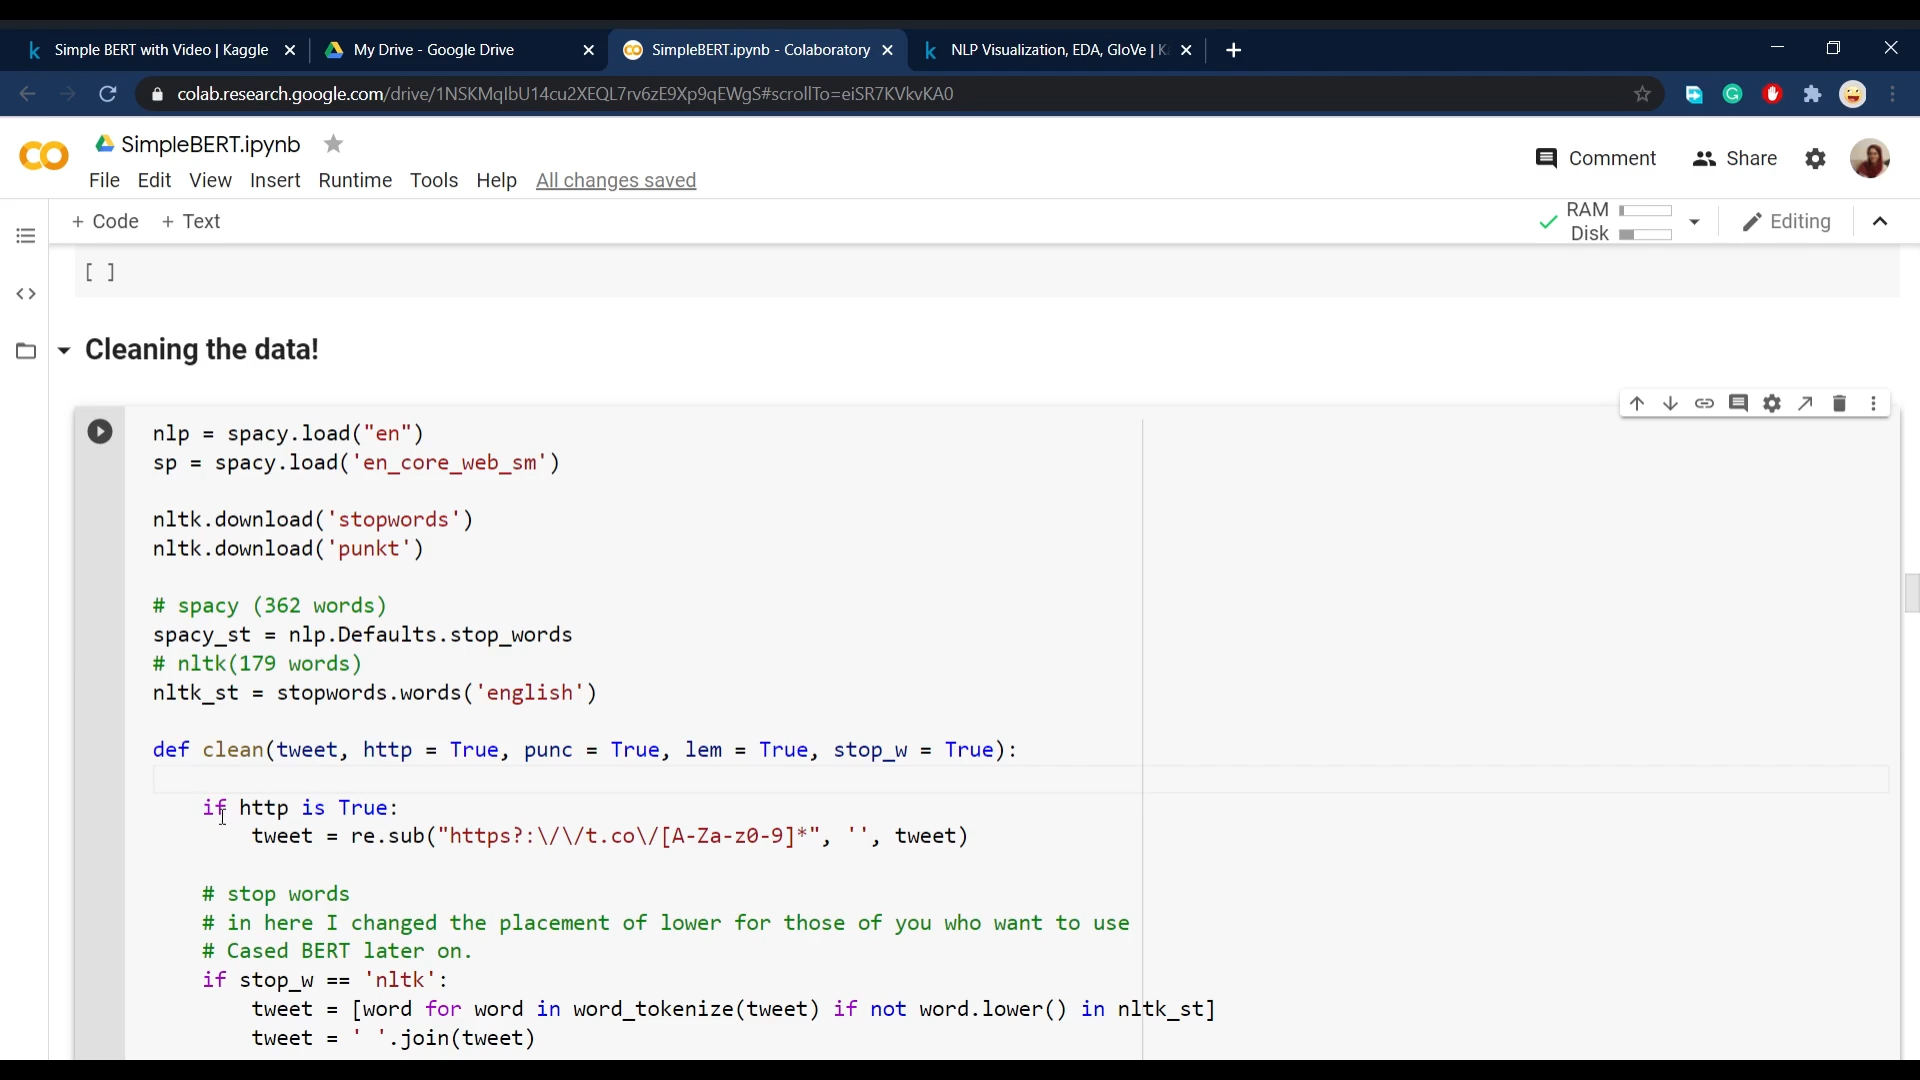 Simple BERT with Video | Kaggle
My Drive - Google Drive
SimpleBERT.ipynb - Colaboratory
NLP Visualization, EDA, GloVe |
colab.research.google.com/drive/1NSKMqlbU14cu2XEQL7rv6zE9Xp9qEWgS#scrollTo=eiSR7KVkvKA0
SimpleBERT.ipynb
Comment
Share
File Edit View Insert Runtime Tools Help All changes saved
+ Code + Text
RAM
Disk
Editing
[ ]
Cleaning the data!
nlp = spacy.load("en")
sp = spacy.load('en_core_web_sm')
nltk.download('stopwords')
nltk.download('punkt')
# spacy (362 words)
spacy_st = nlp.Defaults.stop_words
# nltk(179 words)
nltk_st = stopwords.words('english')
def clean(tweet, http = True, punc = True, lem = True, stop_w = True):
if http is True:
tweet = re.sub("https?:\/\/t.co\/[A-Za-z0-9]*", '', tweet)
# stop words
# in here I changed the placement of lower for those of you who want to use
# Cased BERT later on.
if stop_w == 'nltk':
tweet = [word for word in word_tokenize(tweet) if not word.lower() in nltk_st]
tweet = ' '.join(tweet)